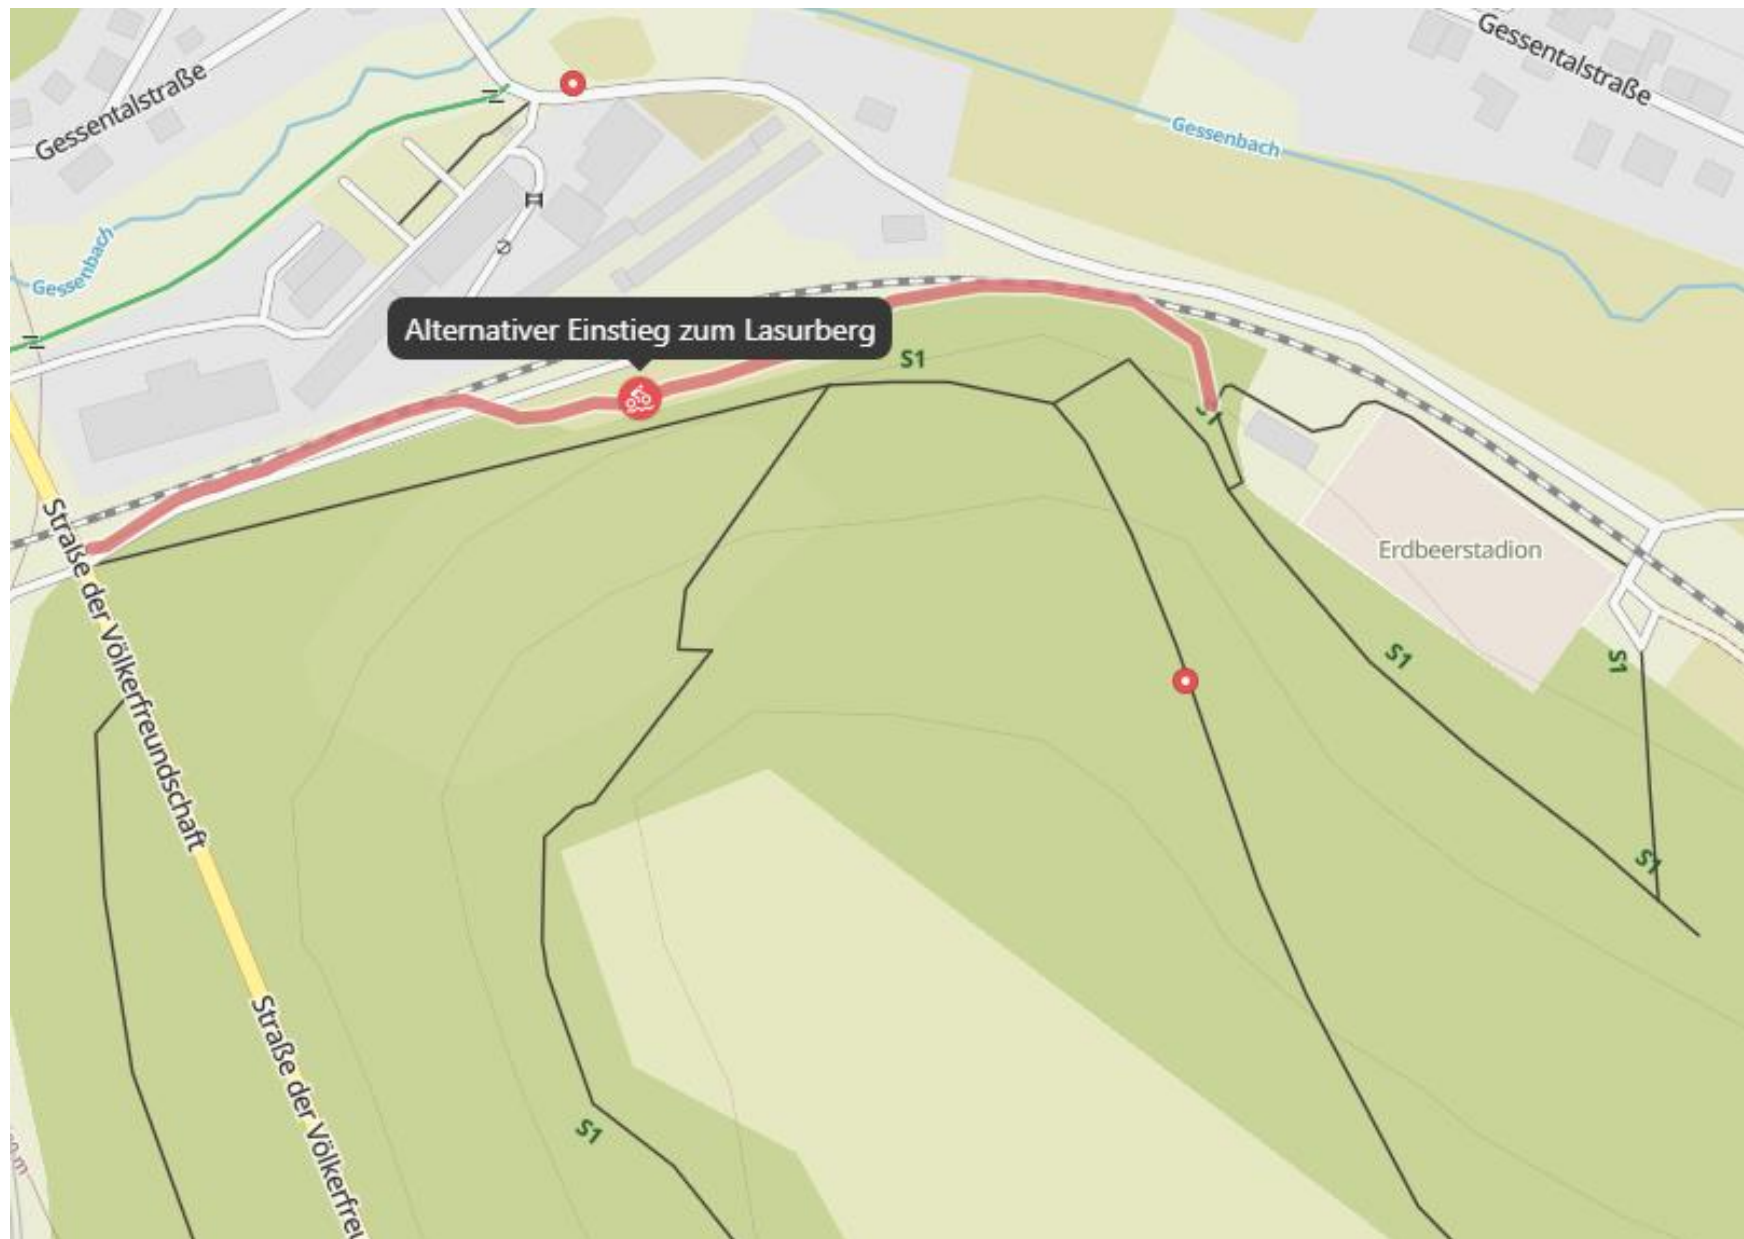 Gessentalstraße
Gessentalstraße
Gessenbach
Gessenbach
Alternativer Einstieg zum Lasurberg
S1
Erdbeerstadion
Straße der Völkerfreundschaft
S1
S1
S1
Straße der Völkerfreu
S1